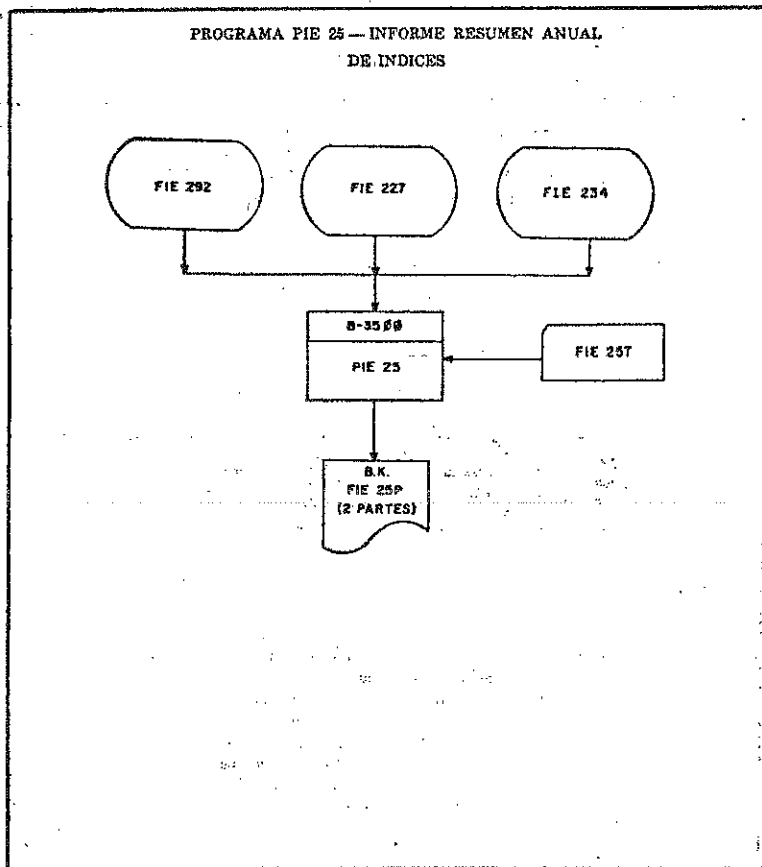 PROGRAMA PIE 25 — INFORME RESUMEN ANUAL
DE INDICES
FIE 292
FIE 227
FIE 234
B-35ØØ
PIE 25
FIE 25T
B.K.
FIE 25P
(2 PARTES)